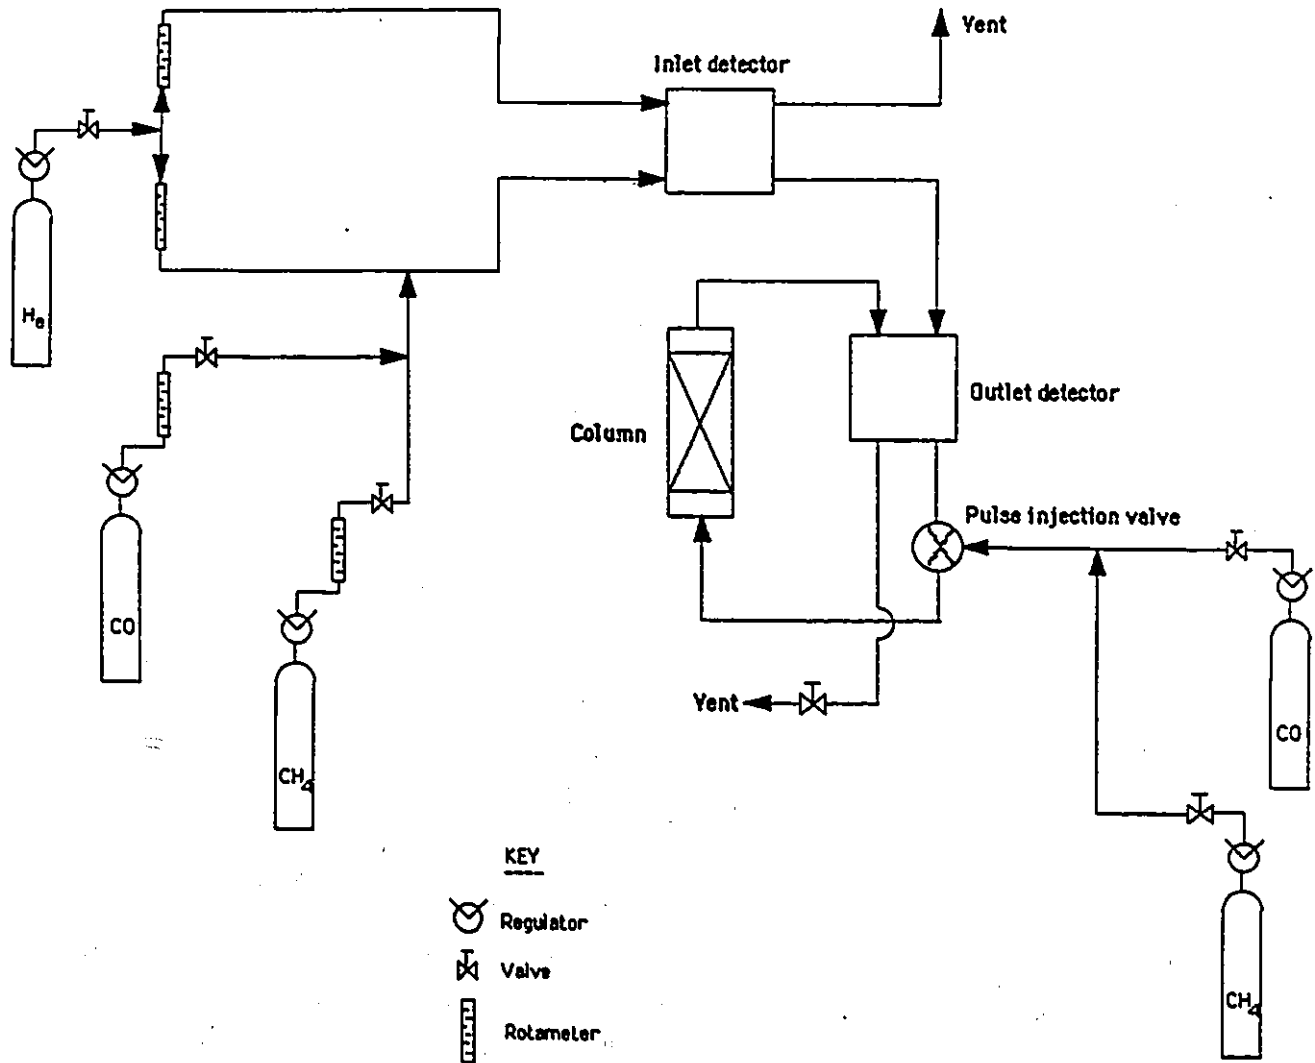 Vent
Inlet detector
He
Outlet detector
Column
Pulse injection valve
CO
Vent
CO
CH4
KEY
Regulator
Valve
CH4
Rotameter